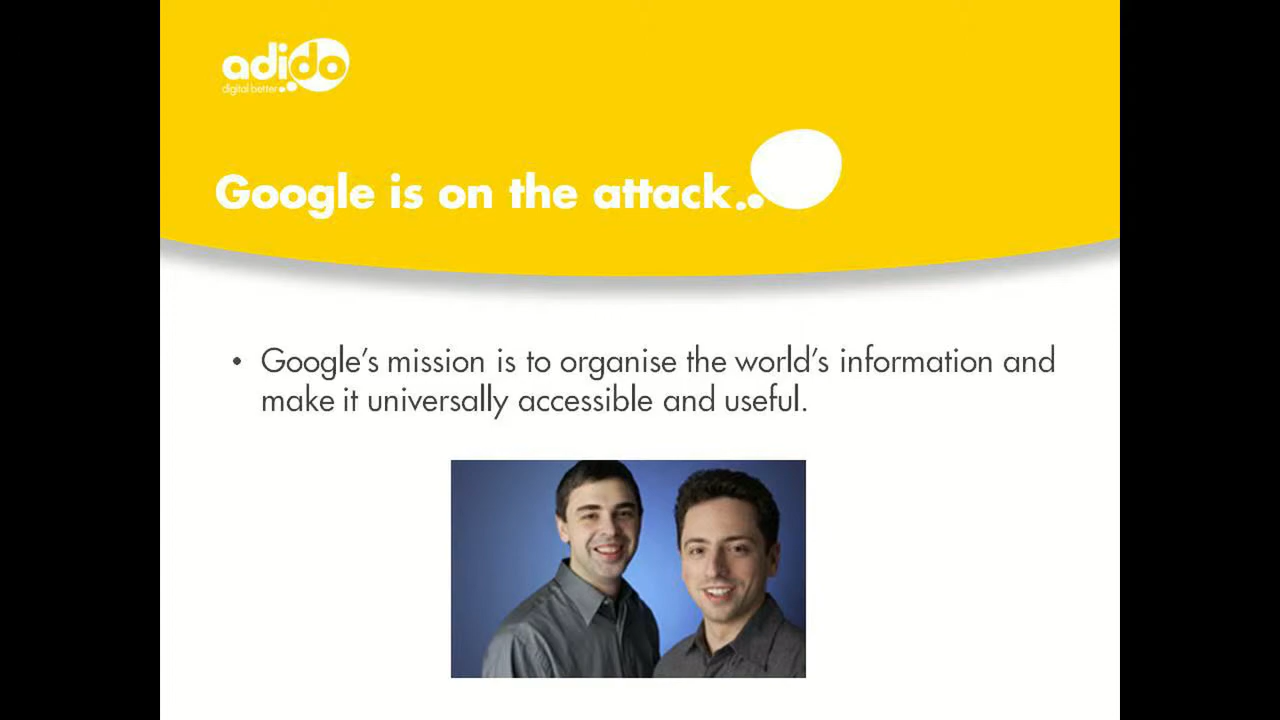 adido
digital better
Google is on the attack..
• Google’s mission is to organise the world’s information and
make it universally accessible and useful.